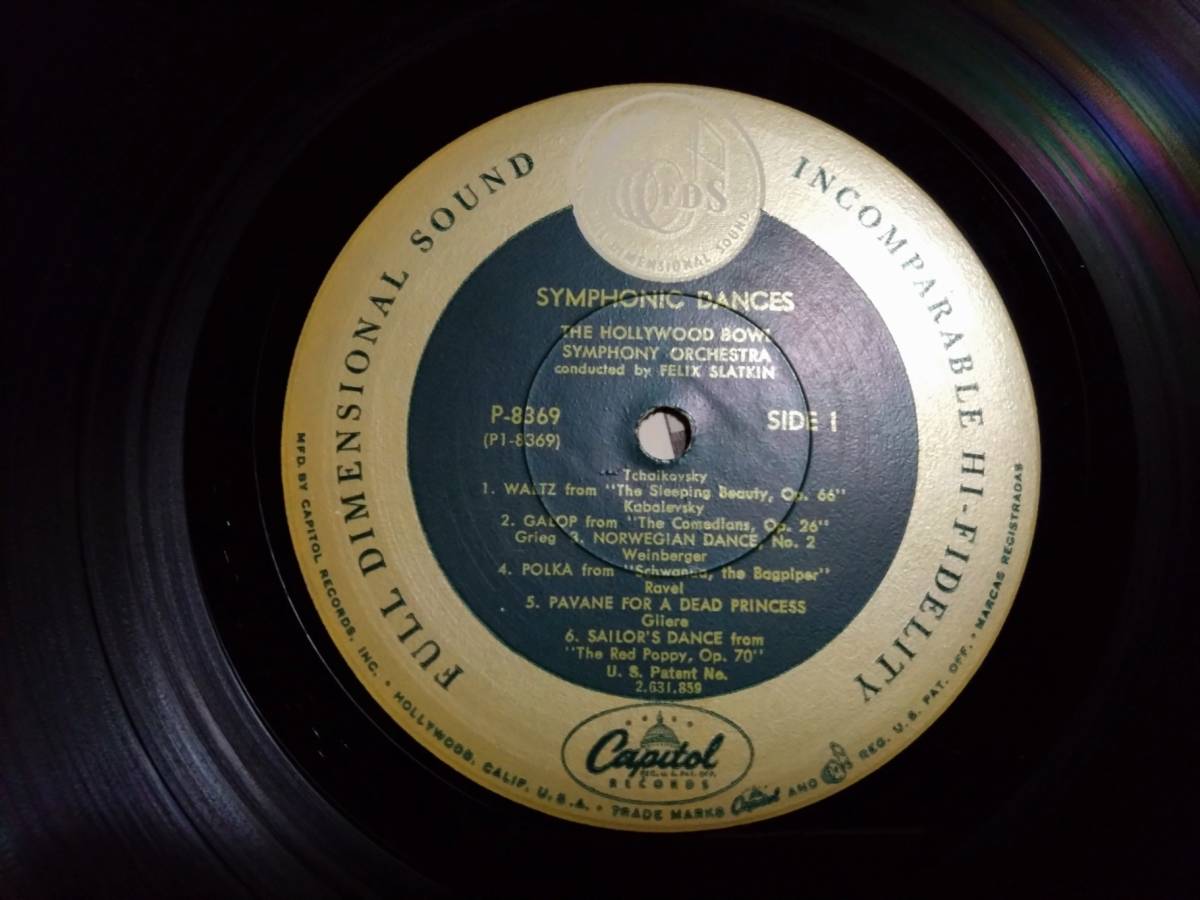 FULL DIMENSIONAL SOUND
INCOMPARABLE HI-FIDELITY
FDS
DIMENSIONAL SOUND
SYMPHONIC DANCES
THE HOLLYWOOD BOWL
SYMPHONY ORCHESTRA
conducted by FELIX SLATKIN
P-8369
(P1-8369)
SIDE 1
Tchaikovsky
1. WALTZ from "The Sleeping Beauty, Op. 66"
Kabalevsky
2. GALOP from "The Comedians, Op. 26"
Grieg 3. NORWEGIAN DANCE, No. 2
Weinberger
4. POLKA from "Schwanda, the Bagpiper"
Ravel
5. PAVANE FOR A DEAD PRINCESS
Gliere
6. SAILOR'S DANCE from
"The Red Poppy, Op. 70"
U. S. Patent No.
2,631,859
Capitol
RECORDS
MFD. BY CAPITOL RECORDS, INC. • HOLLYWOOD, CALIF. U.S.A. • TRADE MARKS Capitol AND FDS REG. U.S. PAT. OFF. • MARCAS REGISTRADAS